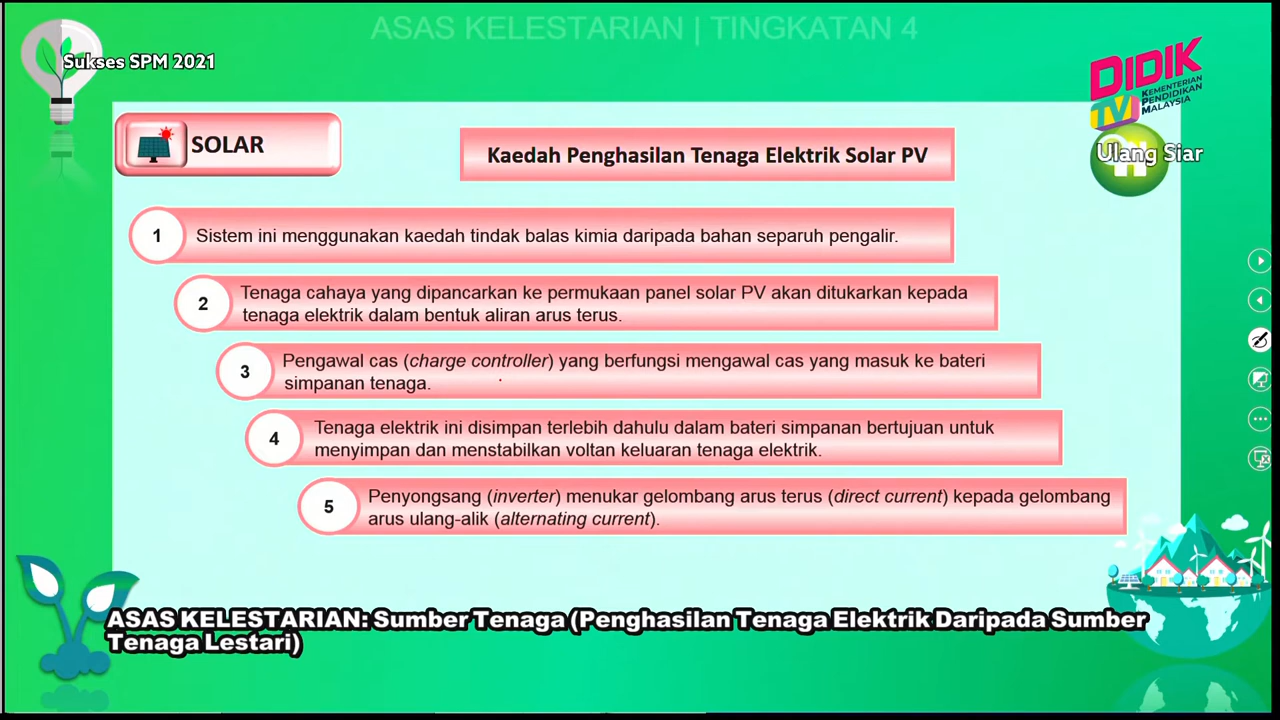 ASAS KELESTARIAN | TINGKATAN 4
Sukses SPM 2021
DIDIK
TV
KEMENTERIAN
PENDIDIKAN
MALAYSIA
Ulang Siar
SOLAR
Kaedah Penghasilan Tenaga Elektrik Solar PV
1
Sistem ini menggunakan kaedah tindak balas kimia daripada bahan separuh pengalir.
2
Tenaga cahaya yang dipancarkan ke permukaan panel solar PV akan ditukarkan kepada
tenaga elektrik dalam bentuk aliran arus terus.
3
Pengawal cas (charge controller) yang berfungsi mengawal cas yang masuk ke bateri
simpanan tenaga.
4
Tenaga elektrik ini disimpan terlebih dahulu dalam bateri simpanan bertujuan untuk
menyimpan dan menstabilkan voltan keluaran tenaga elektrik.
5
Penyongsang (inverter) menukar gelombang arus terus (direct current) kepada gelombang
arus ulang-alik (alternating current).
ASAS KELESTARIAN: Sumber Tenaga (Penghasilan Tenaga Elektrik Daripada Sumber
Tenaga Lestari)